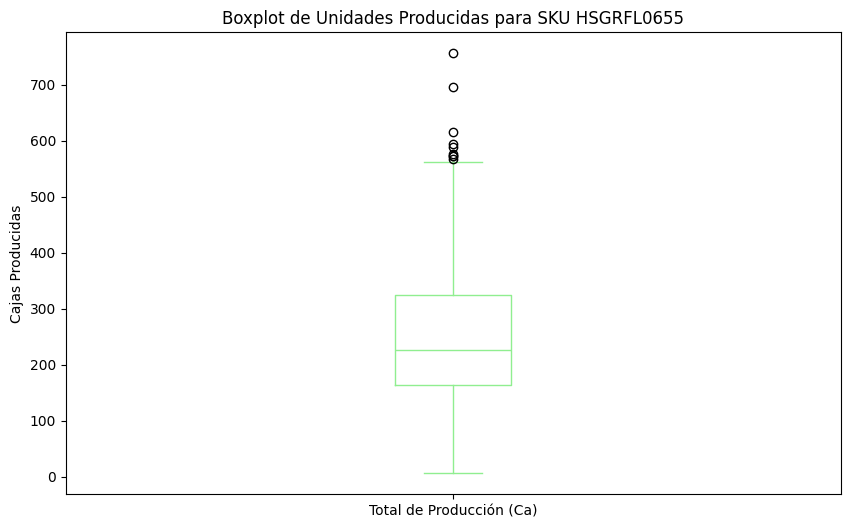 Boxplot de Unidades Producidas para SKU HSGRFL0655
Cajas Producidas
700
600
500
400
300
200
100
0
Total de Producción (Ca)